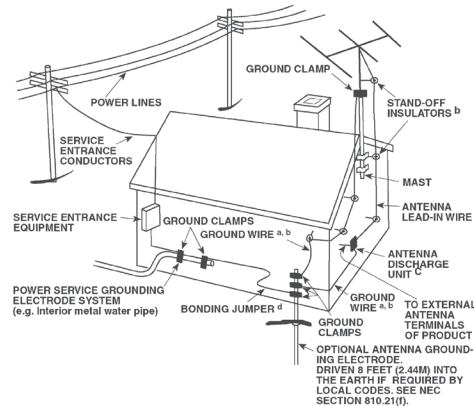 GROUND CLAMP
POWER LINES
STAND-OFF
INSULATORS b
SERVICE
ENTRANCE
CONDUCTORS
MAST
ANTENNA
LEAD-IN WIRE
SERVICE ENTRANCE
EQUIPMENT
GROUND CLAMPS
GROUND WIRE a, b
ANTENNA
DISCHARGE
UNIT C
POWER SERVICE GROUNDING
ELECTRODE SYSTEM
(e.g. Interior metal water pipe)
BONDING JUMPER d
GROUND
WIRE a, b
TO EXTERNAL
ANTENNA
TERMINALS
OF PRODUCT
GROUND
CLAMPS
OPTIONAL ANTENNA GROUND-
ING ELECTRODE.
DRIVEN 8 FEET (2.44M) INTO
THE EARTH IF REQUIRED BY
LOCAL CODES. SEE NEC
SECTION 810.21(f).